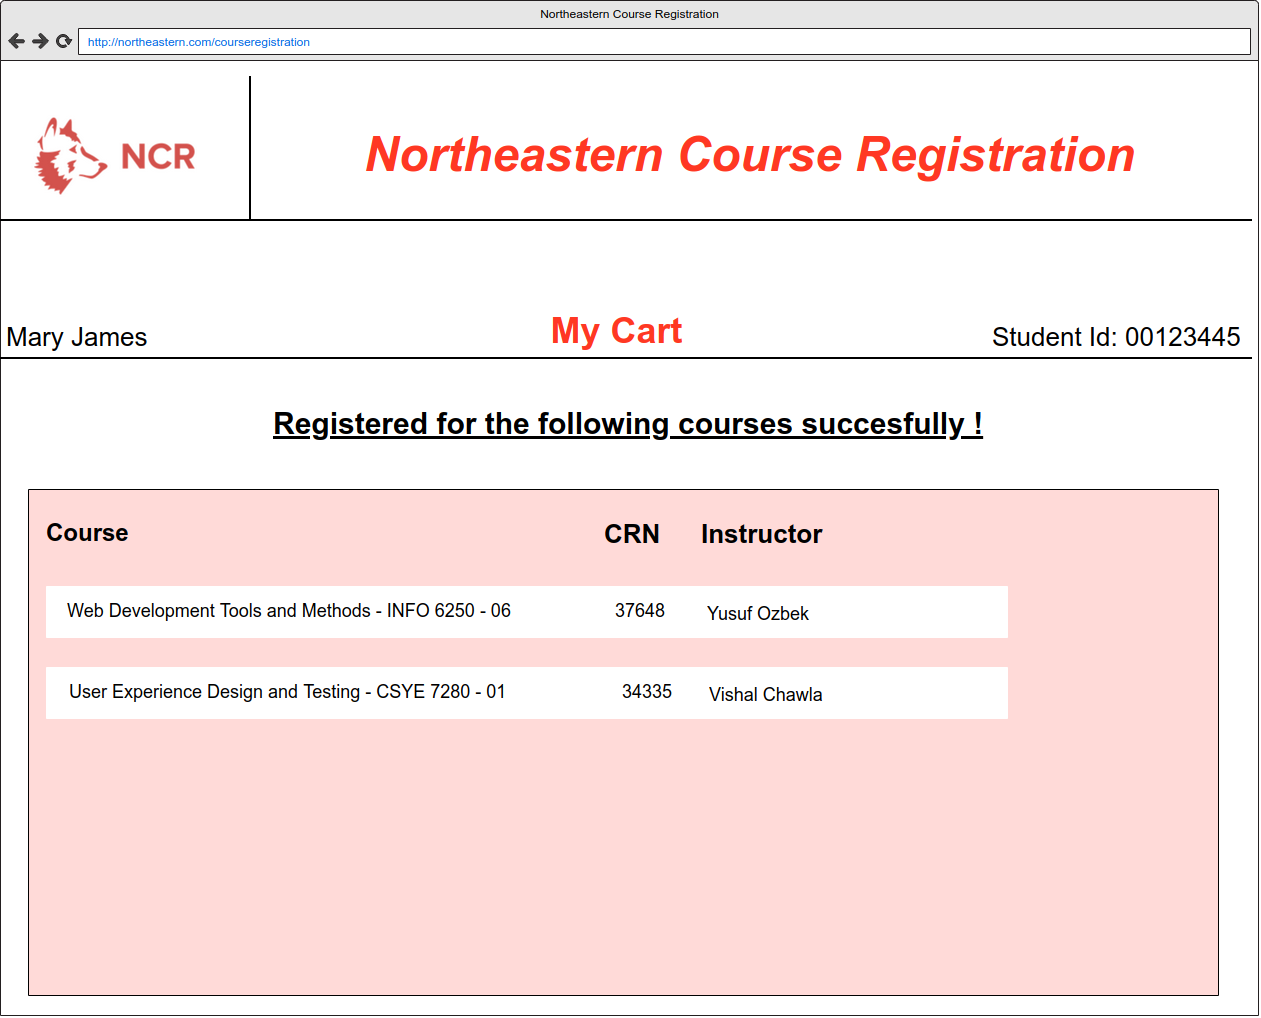 Northeastern Course Registration
http://northeastern.com/courseregistration
NCR
Northeastern Course Registration
Mary James
My Cart
Student Id: 00123445
Registered for the following courses succesfully !
Course CRN Instructor
Web Development Tools and Methods - INFO 6250 - 06 37648 Yusuf Ozbek
User Experience Design and Testing - CSYE 7280 - 01 34335 Vishal Chawla